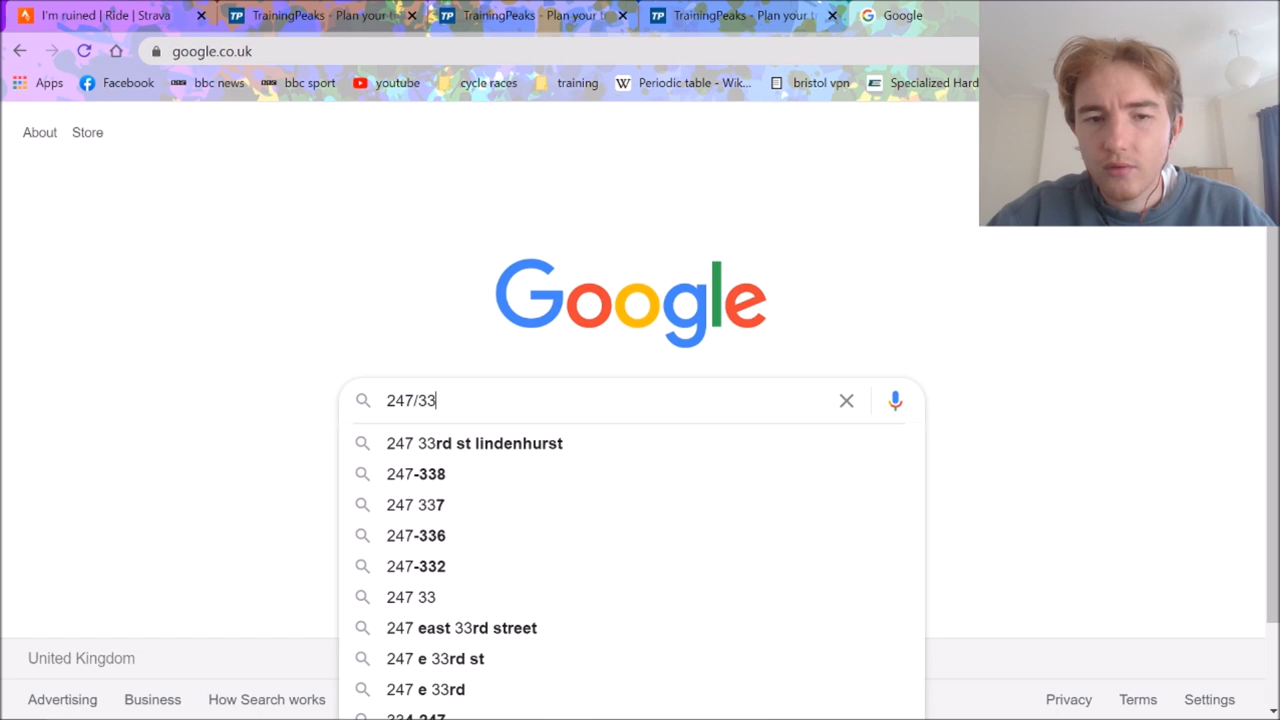 I'm ruined | Ride | Strava
TrainingPeaks - Plan your t
TrainingPeaks - Plan your t
TrainingPeaks - Plan your t
Google
google.co.uk
Apps
Facebook
bbc news
bbc sport
youtube
cycle races
training
Periodic table - Wik...
bristol vpn
Specialized Hard
About
Store
Google
247/33
247 33rd st lindenhurst
247-338
247 337
247-336
247-332
247 33
247 east 33rd street
247 e 33rd st
247 e 33rd
334 247
United Kingdom
Advertising
Business
How Search works
Privacy
Terms
Settings